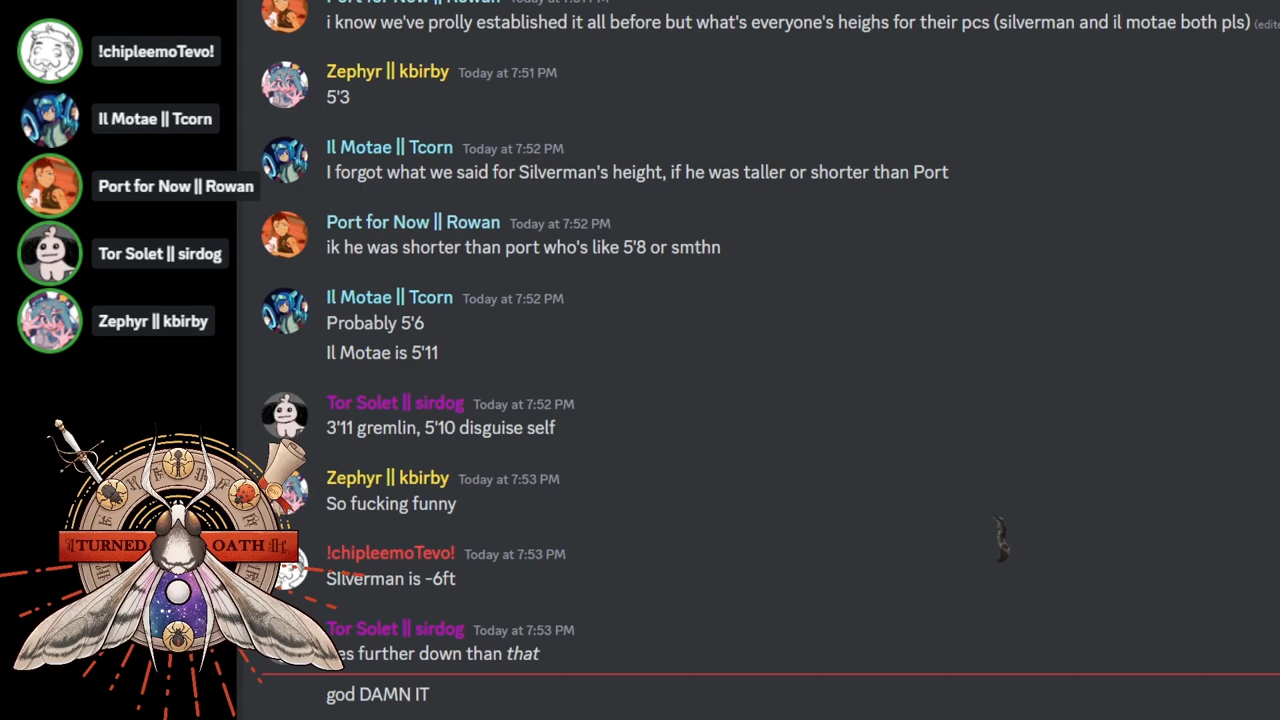 !chipleemoTevo!
Il Motae || Tcorn
Port for Now || Rowan
Tor Solet || sirdog
Zephyr || kbirby
TURNED OATH
Port for Now || Rowan
i know we've prolly established it all before but what's everyone's heighs for their pcs (silverman and il motae both pls) (edite
Zephyr || kbirby Today at 7:51 PM
5'3
Il Motae || Tcorn Today at 7:52 PM
I forgot what we said for Silverman's height, if he was taller or shorter than Port
Port for Now || Rowan Today at 7:52 PM
ik he was shorter than port who's like 5'8 or smthn
Il Motae || Tcorn Today at 7:52 PM
Probably 5'6
Il Motae is 5'11
Tor Solet || sirdog Today at 7:52 PM
3'11 gremlin, 5'10 disguise self
Zephyr || kbirby Today at 7:53 PM
So fucking funny
!chipleemoTevo! Today at 7:53 PM
SIlverman is -6ft
Tor Solet || sirdog Today at 7:53 PM
further down than that
god DAMN IT